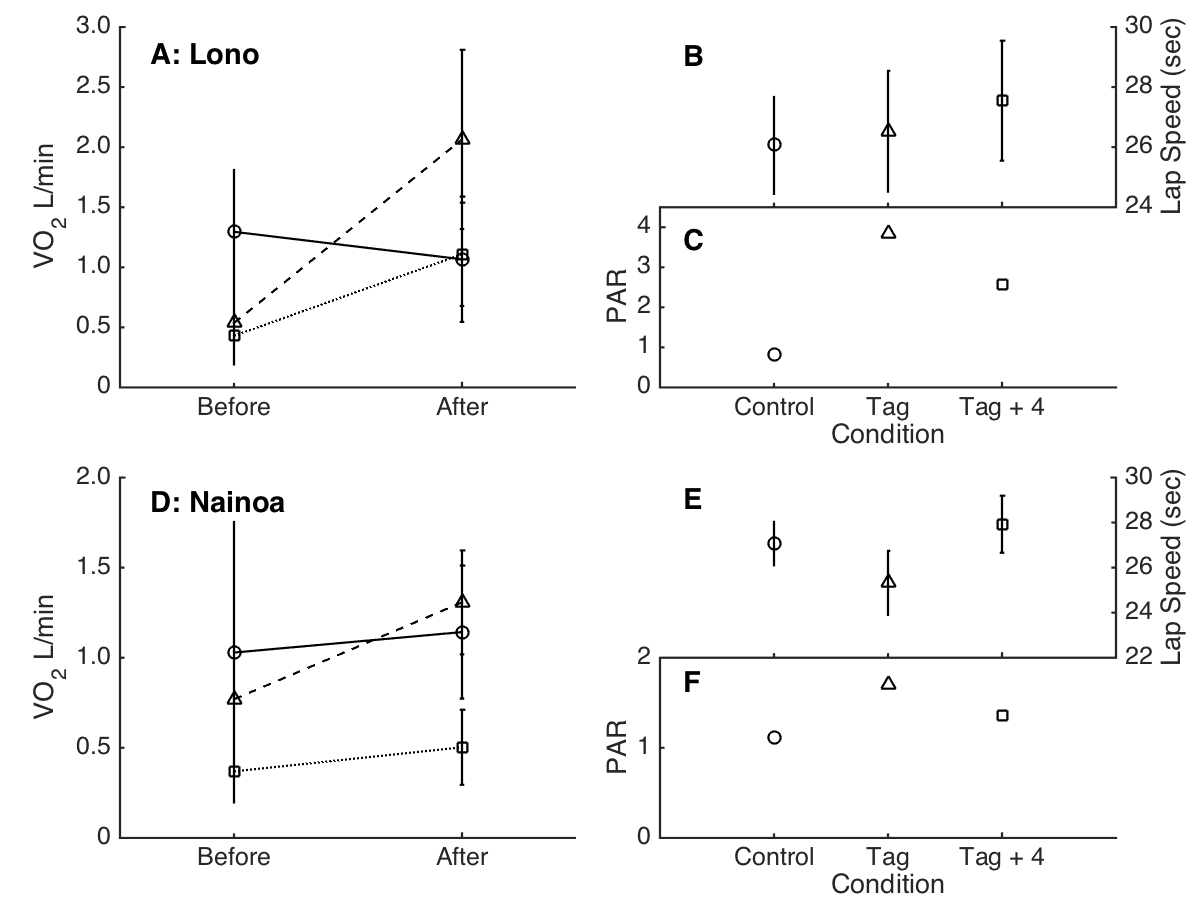 A: Lono
3.0
2.5
2.0
1.5
1.0
0.5
0
VO2 L/min
Before After
B
30
28
26
24
Lap Speed (sec)
C
4
3
2
1
0
PAR
Control Tag Tag + 4
Condition
D: Nainoa
2.0
1.5
1.0
0.5
0
VO2 L/min
Before After
E
30
28
26
24
22
Lap Speed (sec)
F
2
1
0
PAR
Control Tag Tag + 4
Condition